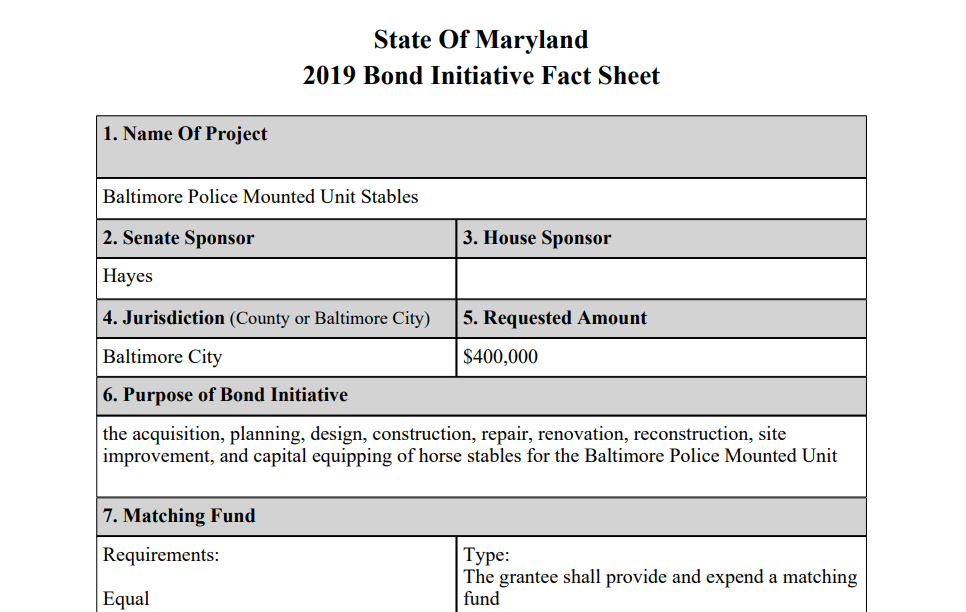 State Of Maryland
2019 Bond Initiative Fact Sheet
1. Name Of Project
Baltimore Police Mounted Unit Stables
2. Senate Sponsor
3. House Sponsor
Hayes
4. Jurisdiction (County or Baltimore City)
5. Requested Amount
Baltimore City
$400,000
6. Purpose of Bond Initiative
the acquisition, planning, design, construction, repair, renovation, reconstruction, site
improvement, and capital equipping of horse stables for the Baltimore Police Mounted Unit
7. Matching Fund
Requirements:
Equal
Type:
The grantee shall provide and expend a matching
fund